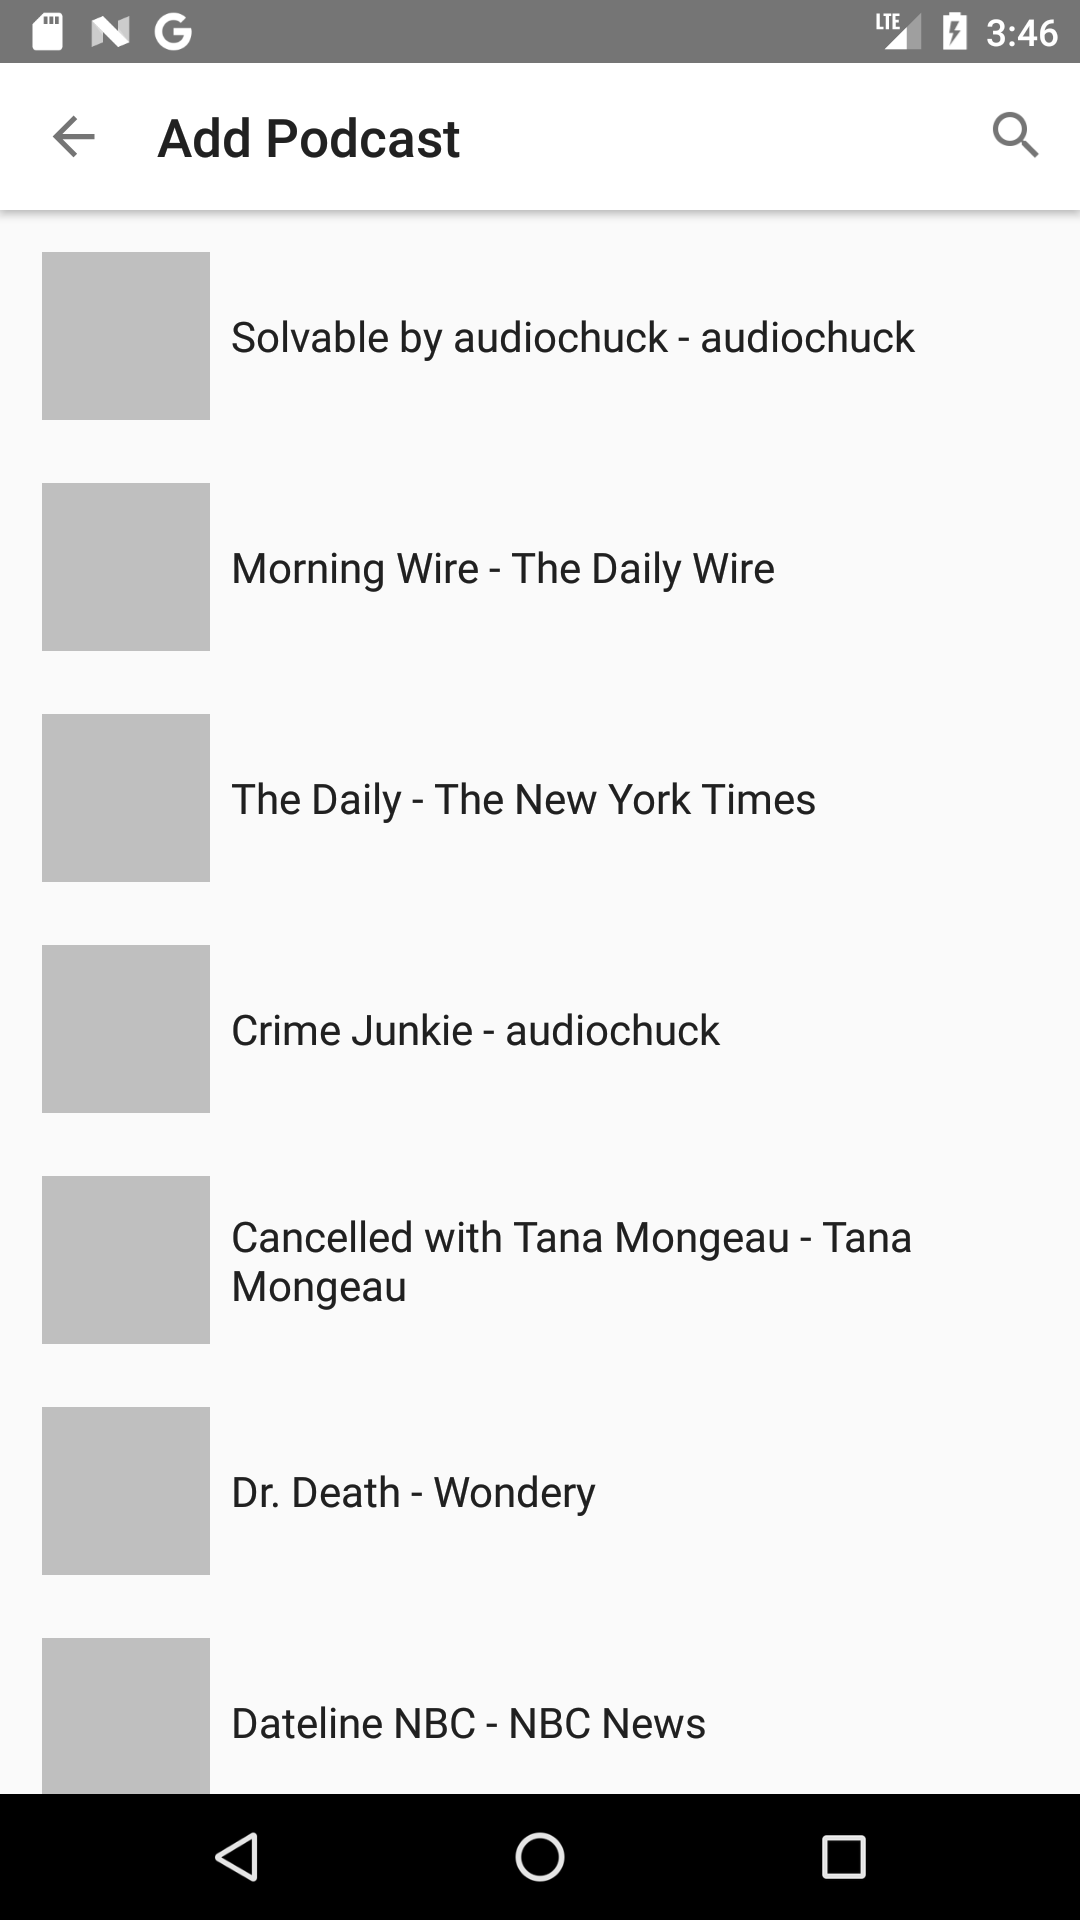 LTE 3:46
Add Podcast
Solvable by audiochuck - audiochuck
Morning Wire - The Daily Wire
The Daily - The New York Times
Crime Junkie - audiochuck
Cancelled with Tana Mongeau - Tana
Mongeau
Dr. Death - Wondery
Dateline NBC - NBC News